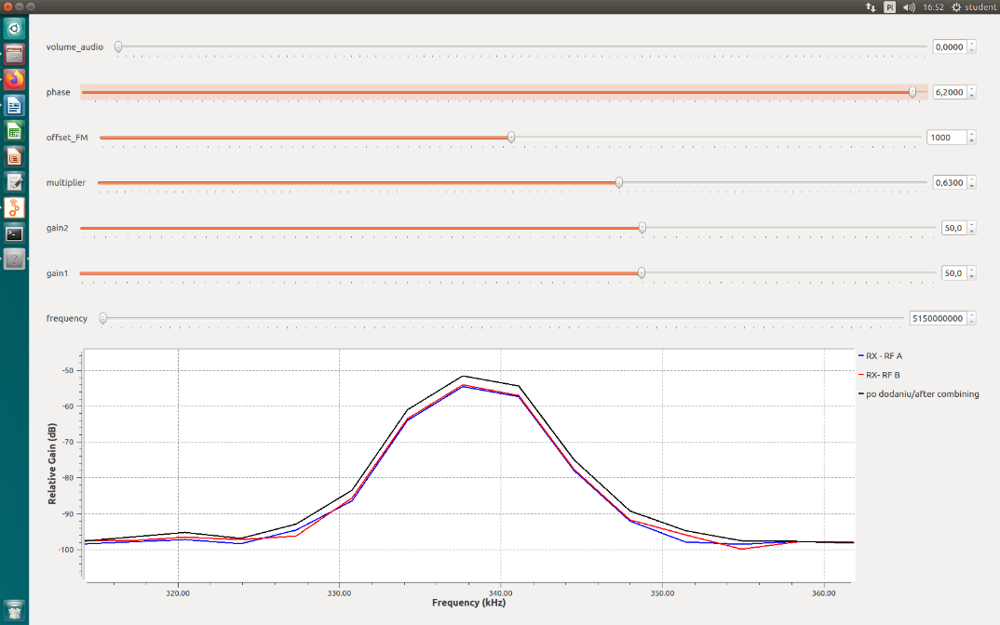 Pl 16:52 student
volume_audio 0,0000
phase 6,2000
offset_FM 1000
multiplier 0,6300
gain2 50,0
gain1 50,0
frequency 5150000000
RX - RF A
RX- RF B
po dodaniu/after combining
Relative Gain (dB)
-50
-60
-70
-80
-90
-100
320.00 330.00 340.00 350.00 360.00
Frequency (kHz)